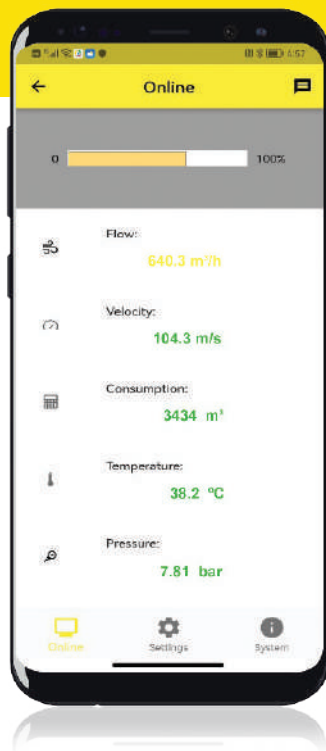 Online
0
100%
Flow:
640.3 m³/h
Velocity:
104.3 m/s
Consumption:
3434 m³
Temperature:
38.2 °C
Pressure:
7.81 bar
Online
Settings
System